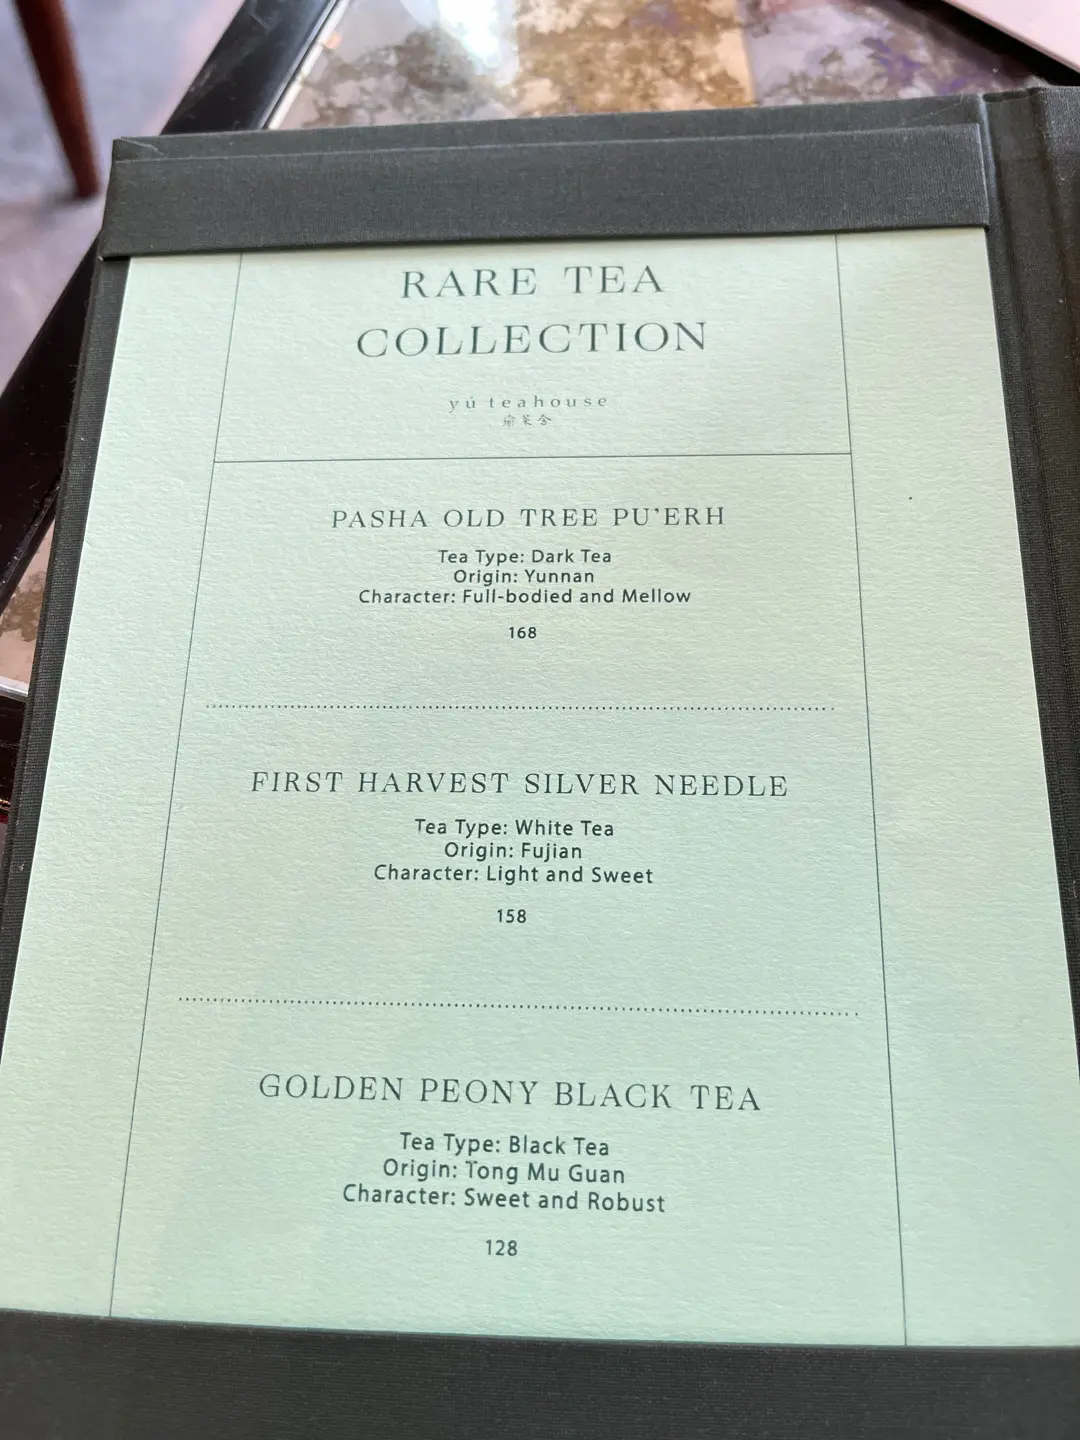 RARE TEA
COLLECTION
yú teahouse
PASHA OLD TREE PU'ERH
Tea Type: Dark Tea
Origin: Yunnan
Character: Full-bodied and Mellow
168
FIRST HARVEST SILVER NEEDLE
Tea Type: White Tea
Origin: Fujian
Character: Light and Sweet
158
GOLDEN PEONY BLACK TEA
Tea Type: Black Tea
Origin: Tong Mu Guan
Character: Sweet and Robust
128